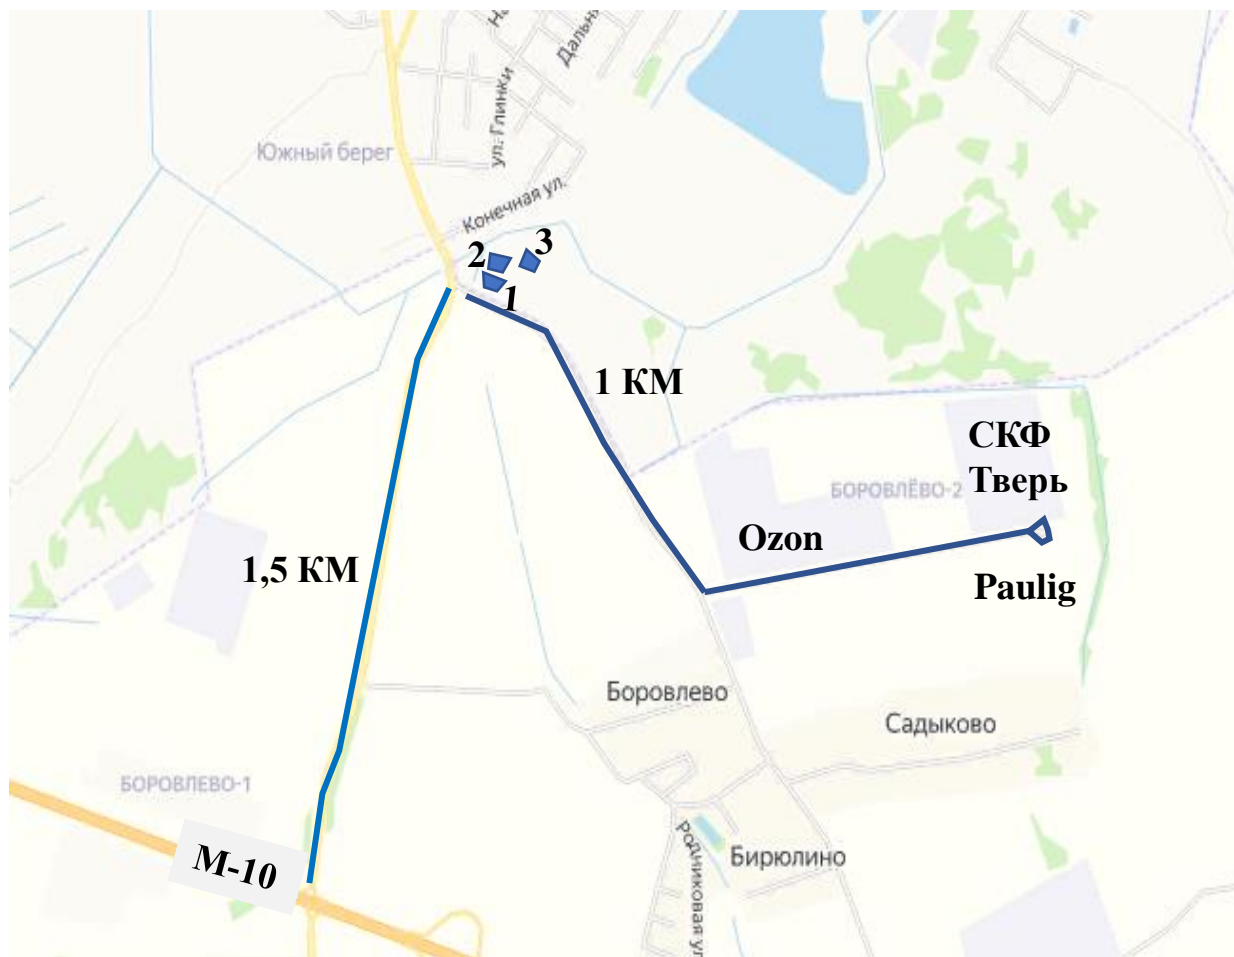 Дальн
ул. Глинки
Южный берег
Конечная ул.
2
3
1
1 КМ
СКФ
Тверь
БОРОВЛЁВО-2
Ozon
1,5 КМ
Paulig
Боровлево
Садыково
БОРОВЛЕВО-1
М-10
Бирюлино
Родниковая ул